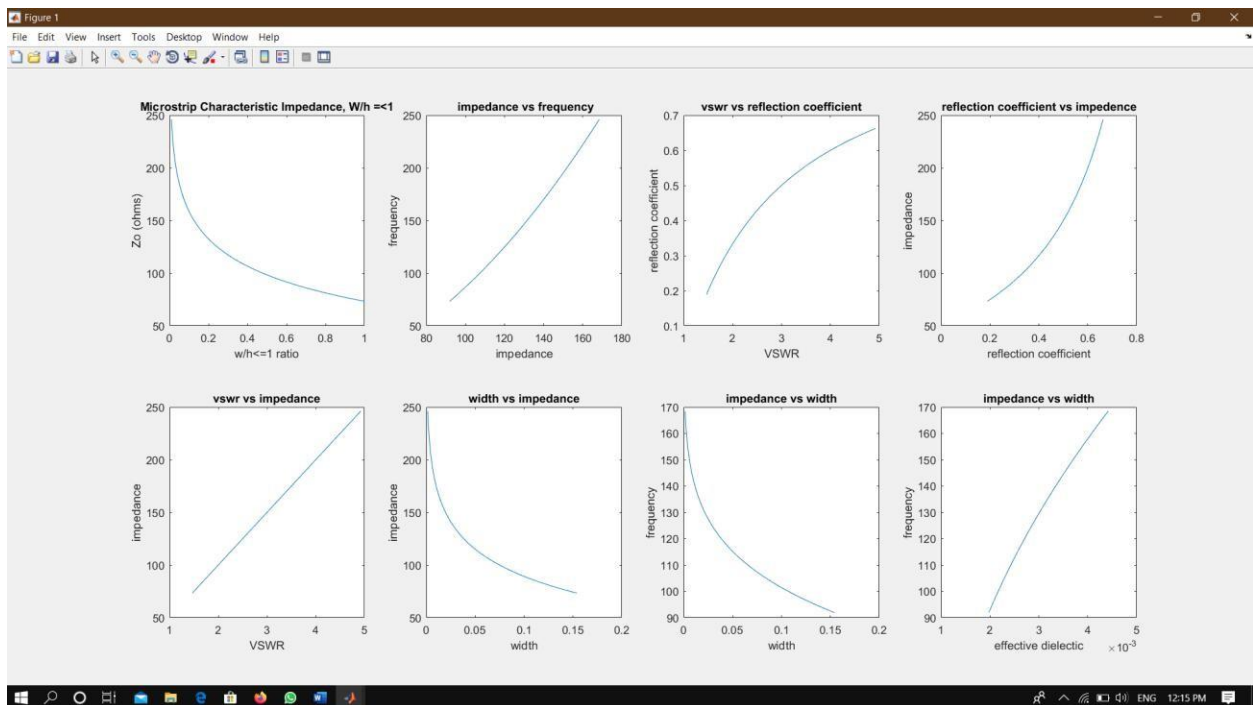 Figure 1
File Edit View Insert Tools Desktop Window Help
Microstrip Characteristic Impedance, W/h =<1
250
200
150
100
50
Zo (ohms)
0 0.2 0.4 0.6 0.8 1
w/h<=1 ratio
impedance vs frequency
250
200
150
100
50
frequency
80 100 120 140 160 180
impedance
vswr vs reflection coefficient
0.7
0.6
0.5
0.4
0.3
0.2
0.1
reflection coefficient
1 2 3 4 5
VSWR
reflection coefficient vs impedence
250
200
150
100
50
impedance
0 0.2 0.4 0.6 0.8
reflection coefficient
vswr vs impedance
250
200
150
100
50
impedance
1 2 3 4 5
VSWR
width vs impedance
250
200
150
100
50
impedance
0 0.05 0.1 0.15 0.2
width
impedance vs width
170
160
150
140
130
120
110
100
90
frequency
0 0.05 0.1 0.15 0.2
width
impedance vs width
170
160
150
140
130
120
110
100
90
frequency
1 2 3 4 5
effective dielectic ×10-3
ENG 12:15 PM